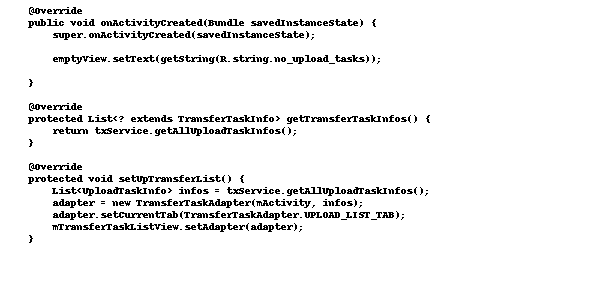 @Override
public void onActivityCreated(Bundle savedInstanceState) {
super.onActivityCreated(savedInstanceState);
emptyView.setText(getString(R.string.no_upload_tasks));
}
@Override
protected List<? extends TransferTaskInfo> getTransferTaskInfos() {
return txService.getAllUploadTaskInfos();
}
@Override
protected void setUpTransferList() {
List<UploadTaskInfo> infos = txService.getAllUploadTaskInfos();
adapter = new TransferTaskAdapter(mActivity, infos);
adapter.setCurrentTab(TransferTaskAdapter.UPLOAD_LIST_TAB);
mTransferTaskListView.setAdapter(adapter);
}